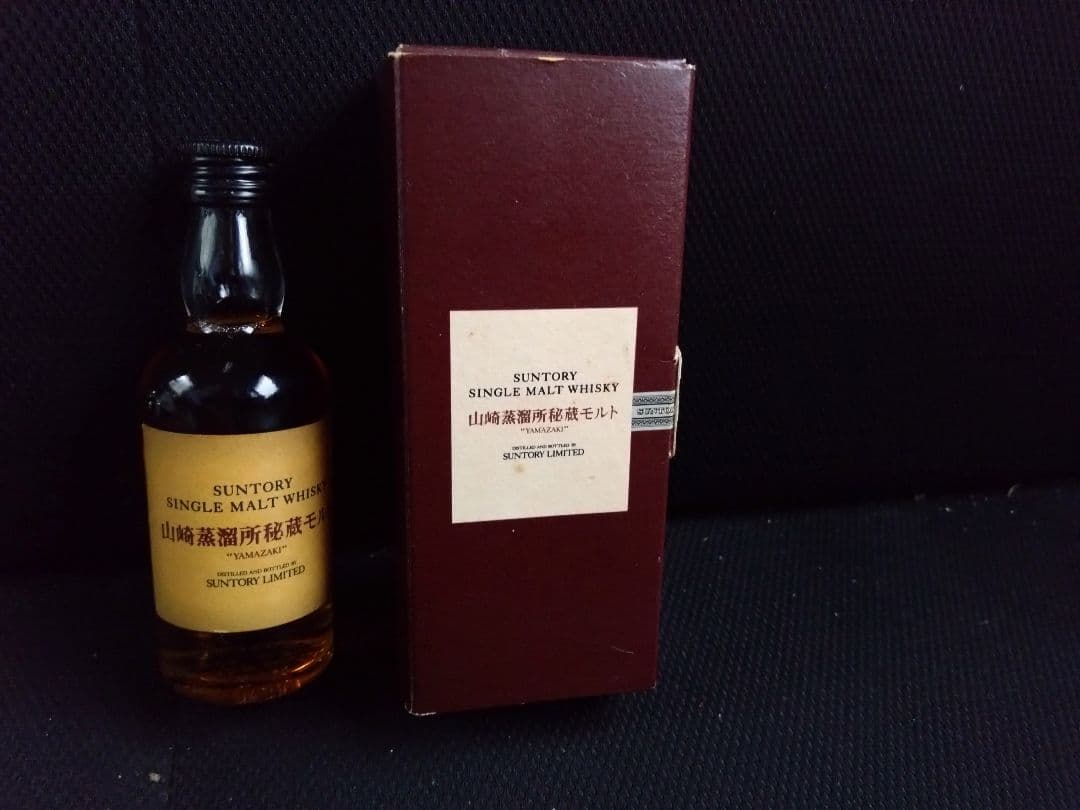 SUNTORY
SINGLE MALT WHISKY
山崎蒸溜所秘蔵モル
"YAMAZAKI"
DISTILLED AND BOTTLED BY
SUNTORY LIMITED
SUNTORY
SINGLE MALT WHISKY
山崎蒸溜所秘蔵モルト
"YAMAZAKI"
DISTILLED AND BOTTLED BY
SUNTORY LIMITED
SUNTO